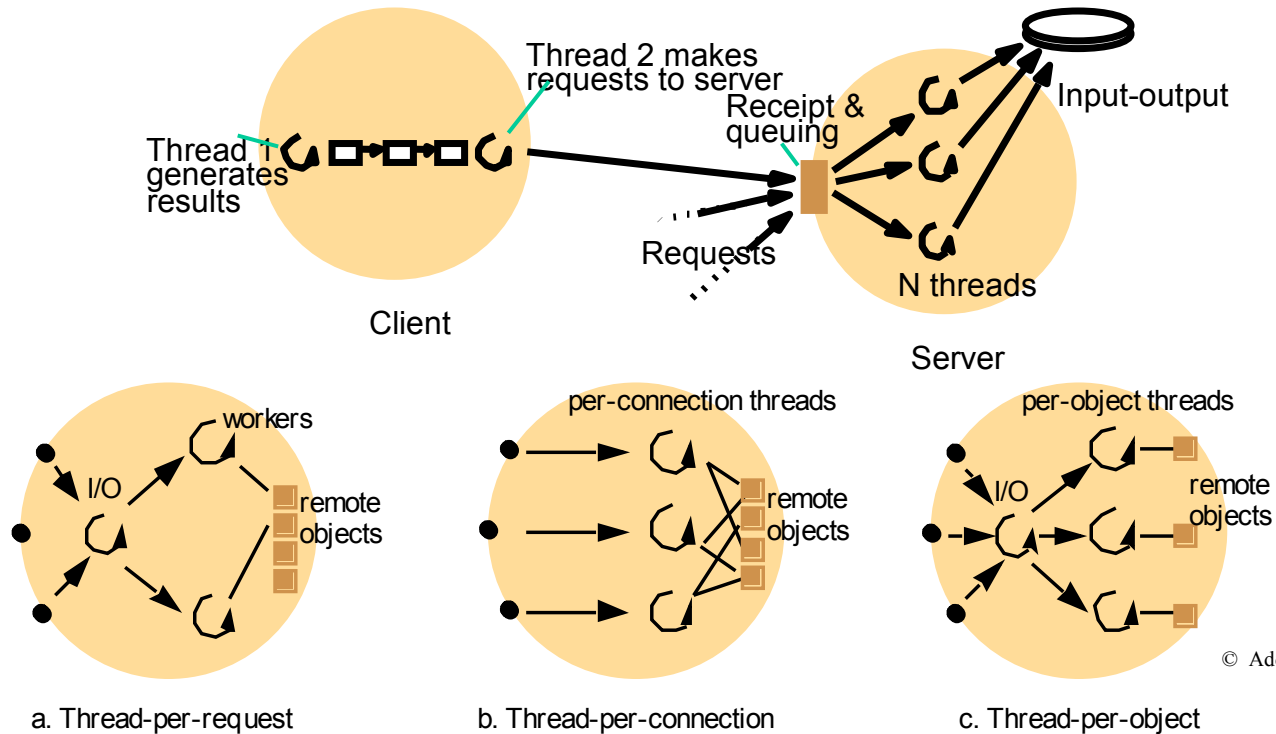 Thread 2 makes
requests to server
Thread 1
generates
results
Receipt &
queuing
Input-output
Requests
N threads
Client
Server
workers
I/O
remote
objects
per-connection threads
remote
objects
per-object threads
I/O
remote
objects
© Ad
a. Thread-per-request
b. Thread-per-connection
c. Thread-per-object